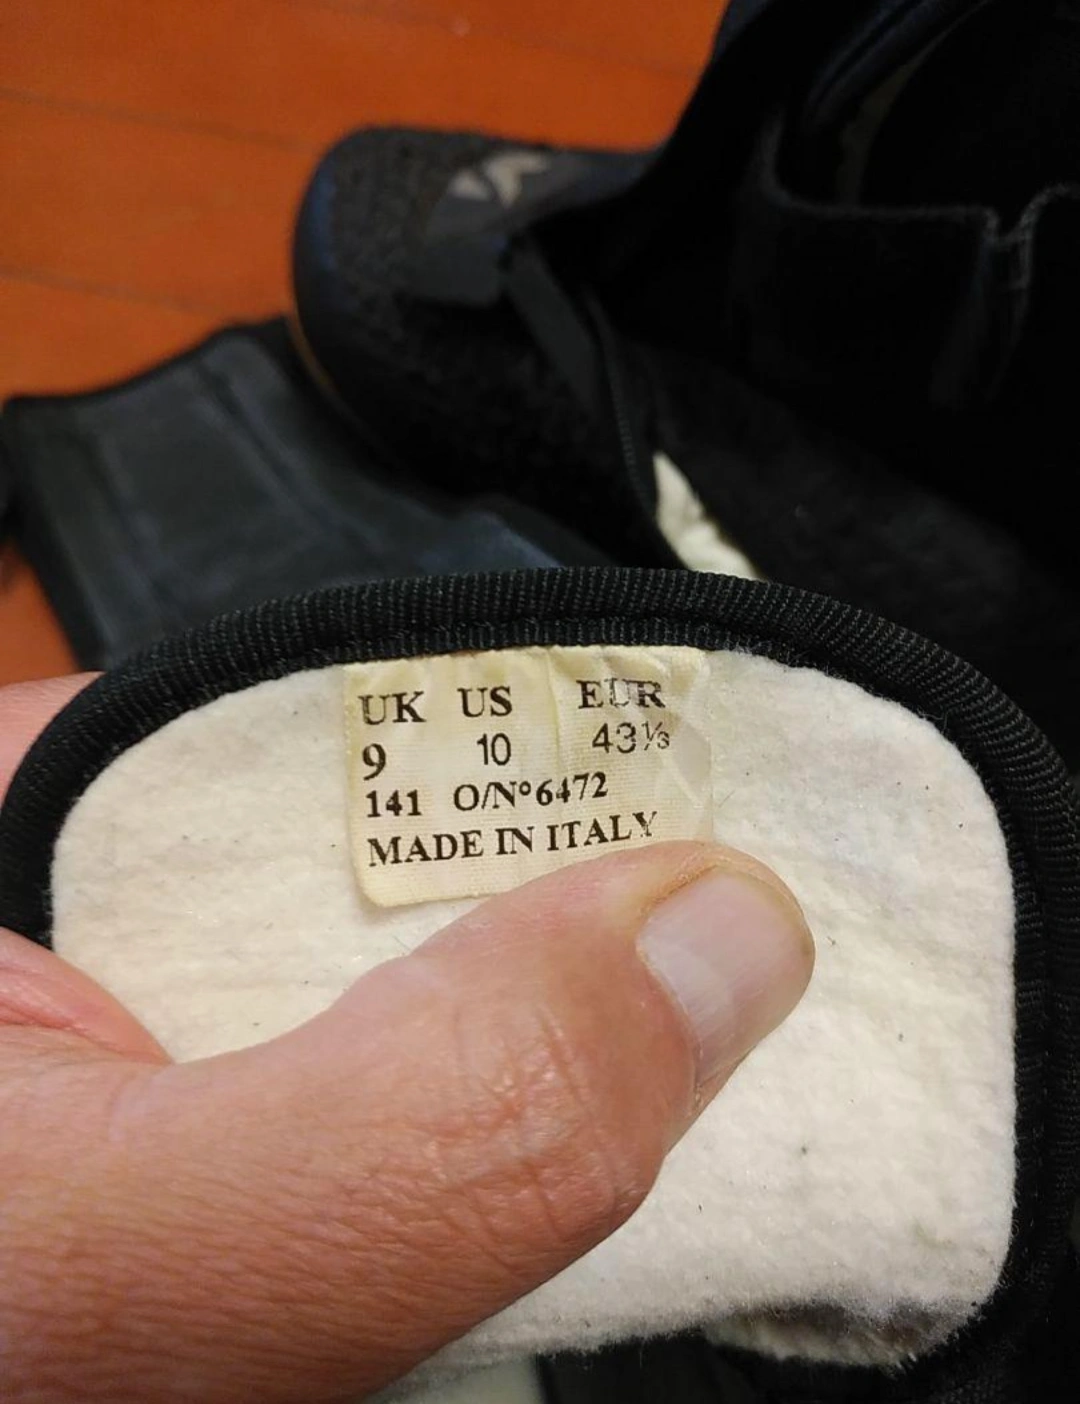 UK US EUR
9 10 43⅓
141 O/N°6472
MADE IN ITALY